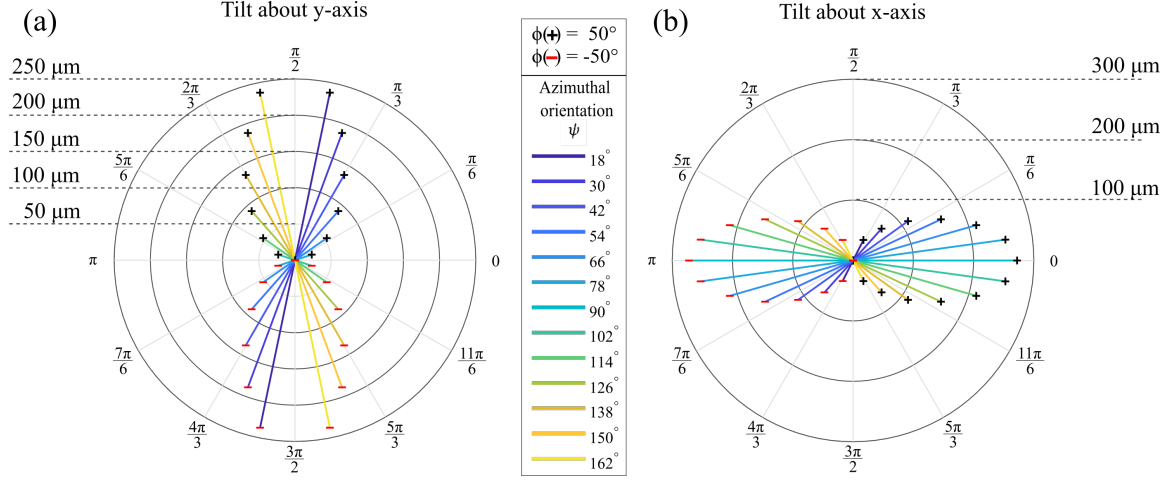 (a)
Tilt about y-axis
250 μm
200 μm
150 μm
100 μm
50 μm
π/2
π/3
π/6
0
11π/6
5π/3
3π/2
4π/3
7π/6
π
5π/6
2π/3
ϕ(+) = 50°
ϕ(−) = -50°
Azimuthal
orientation
ψ
18°
30°
42°
54°
66°
78°
90°
102°
114°
126°
138°
150°
162°
(b)
Tilt about x-axis
300 μm
200 μm
100 μm
π/2
π/3
π/6
0
11π/6
5π/3
3π/2
4π/3
7π/6
π
5π/6
2π/3